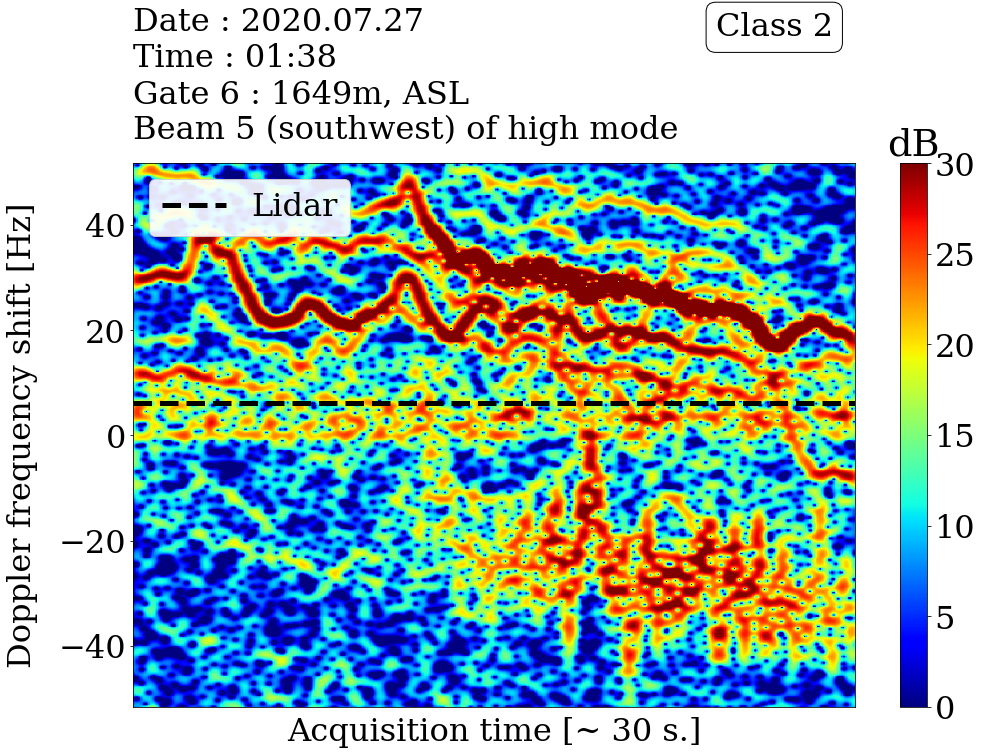 Date : 2020.07.27
Time : 01:38
Gate 6 : 1649m, ASL
Beam 5 (southwest) of high mode
Class 2
dB
Lidar
Doppler frequency shift [Hz]
40
20
0
−20
−40
Acquisition time [~ 30 s.]
30
25
20
15
10
5
0